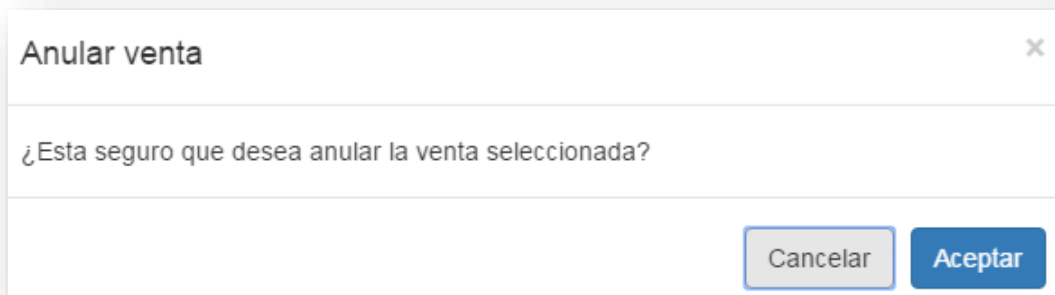 Anular venta
×
¿Esta seguro que desea anular la venta seleccionada?
Cancelar Aceptar